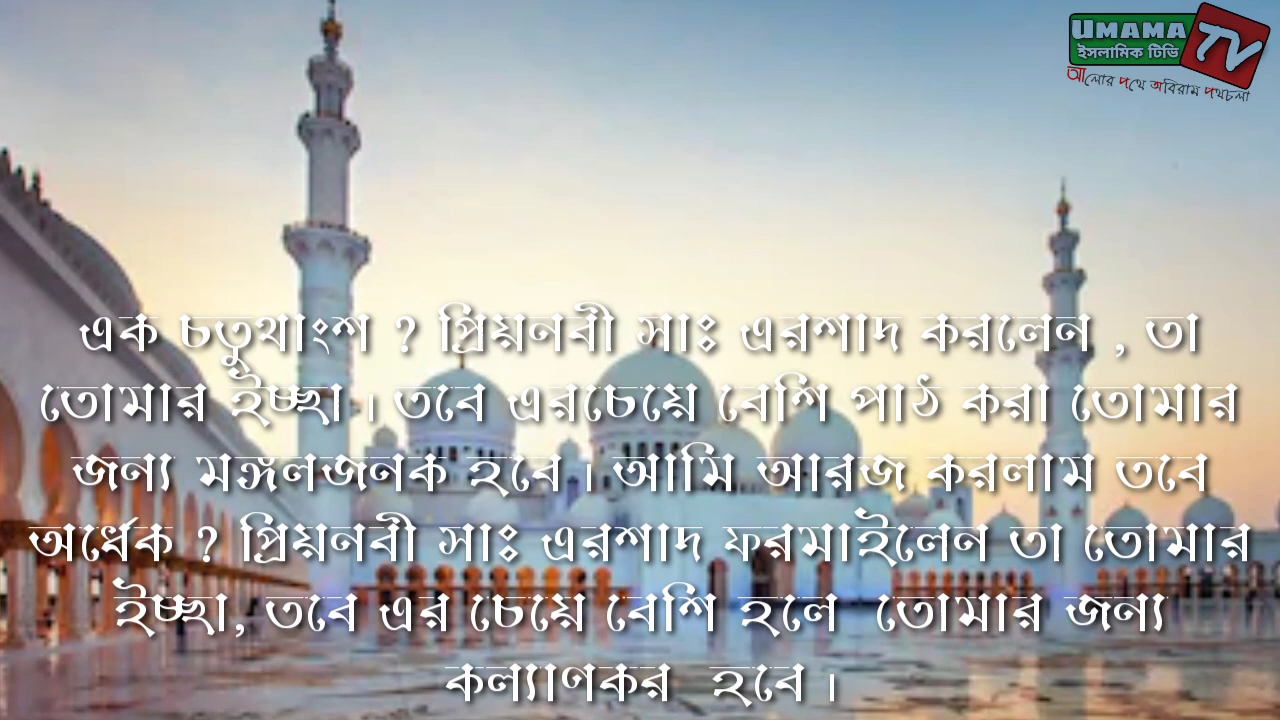 UMAMA TV
ইসলামিক টিভি
আলোর পথে অবিরাম পথচলা
এক চতুথাংশ ? প্রিয়নবী সাঃ এরশাদ করলেন , তা
তোমার ইচ্ছা । তবে এরচেয়ে বেশি পাঠ করা তোমার
জন্য মঙ্গলজনক হবে । আমি আরজ করলাম তবে
অর্ধেক ? প্রিয়নবী সাঃ এরশাদ ফরমাইলেন তা তোমার
ইচ্ছা, তবে এর চেয়ে বেশি হলে তোমার জন্য
কল্যাণকর হবে ।